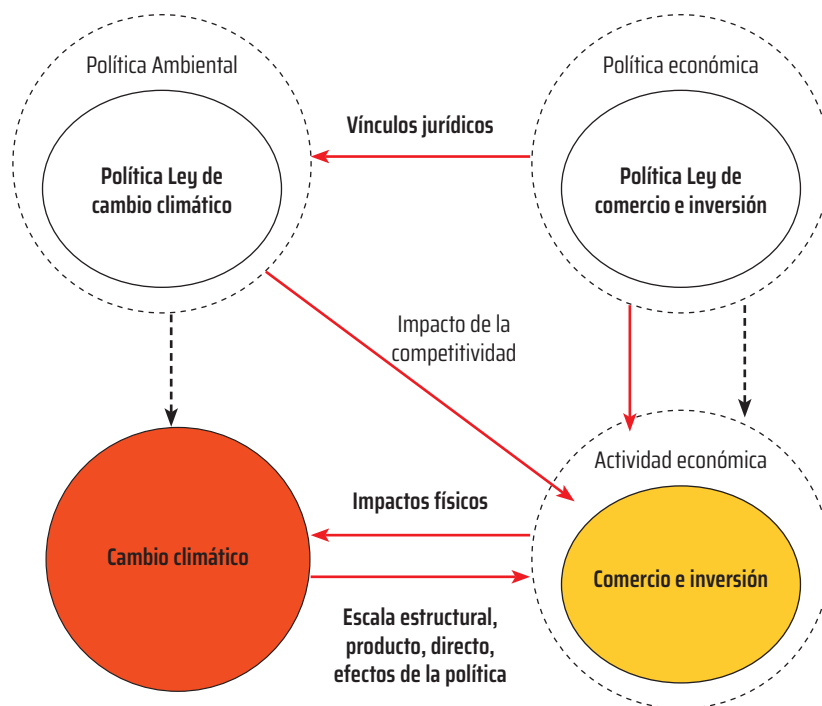 Política Ambiental
Política económica
Vínculos jurídicos
Política Ley de
cambio climático
Política Ley de
comercio e inversión
Impacto de la
competitividad
Actividad económica
Impactos físicos
Cambio climático
Comercio e inversión
Escala estructural,
producto, directo,
efectos de la política